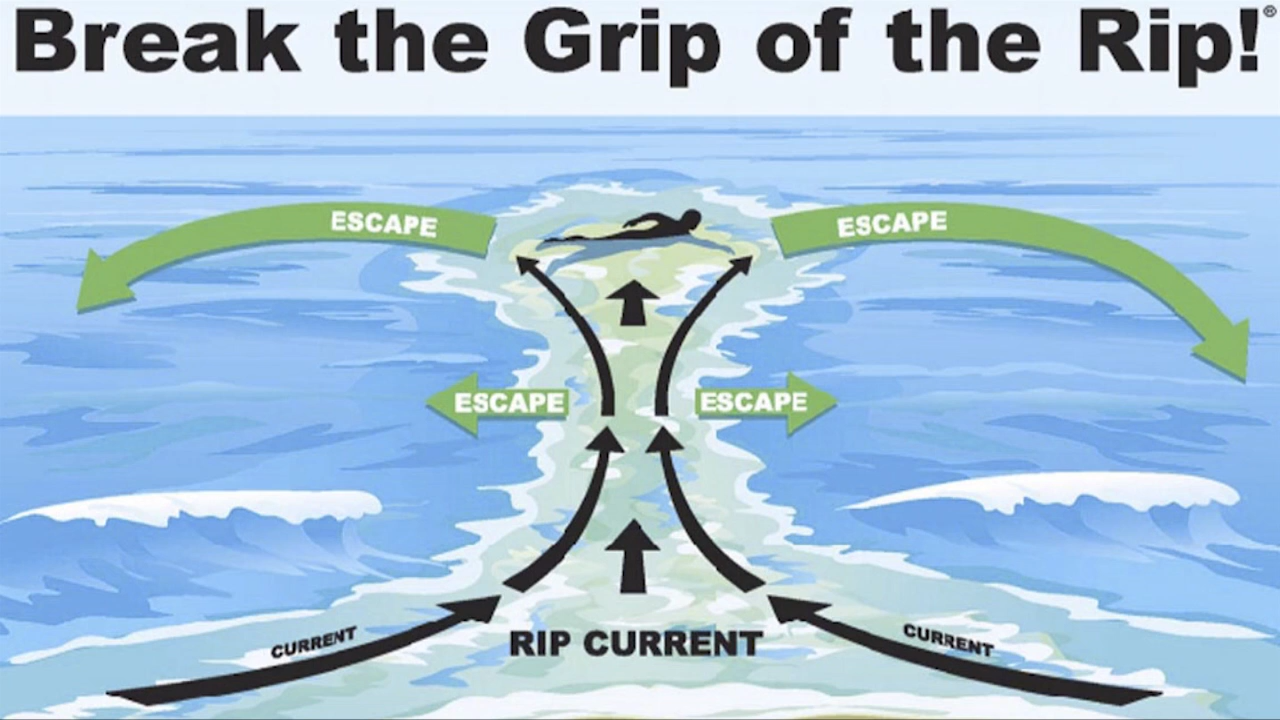 Break the Grip of the Rip!®
ESCAPE
ESCAPE
ESCAPE
ESCAPE
CURRENT
CURRENT
RIP CURRENT